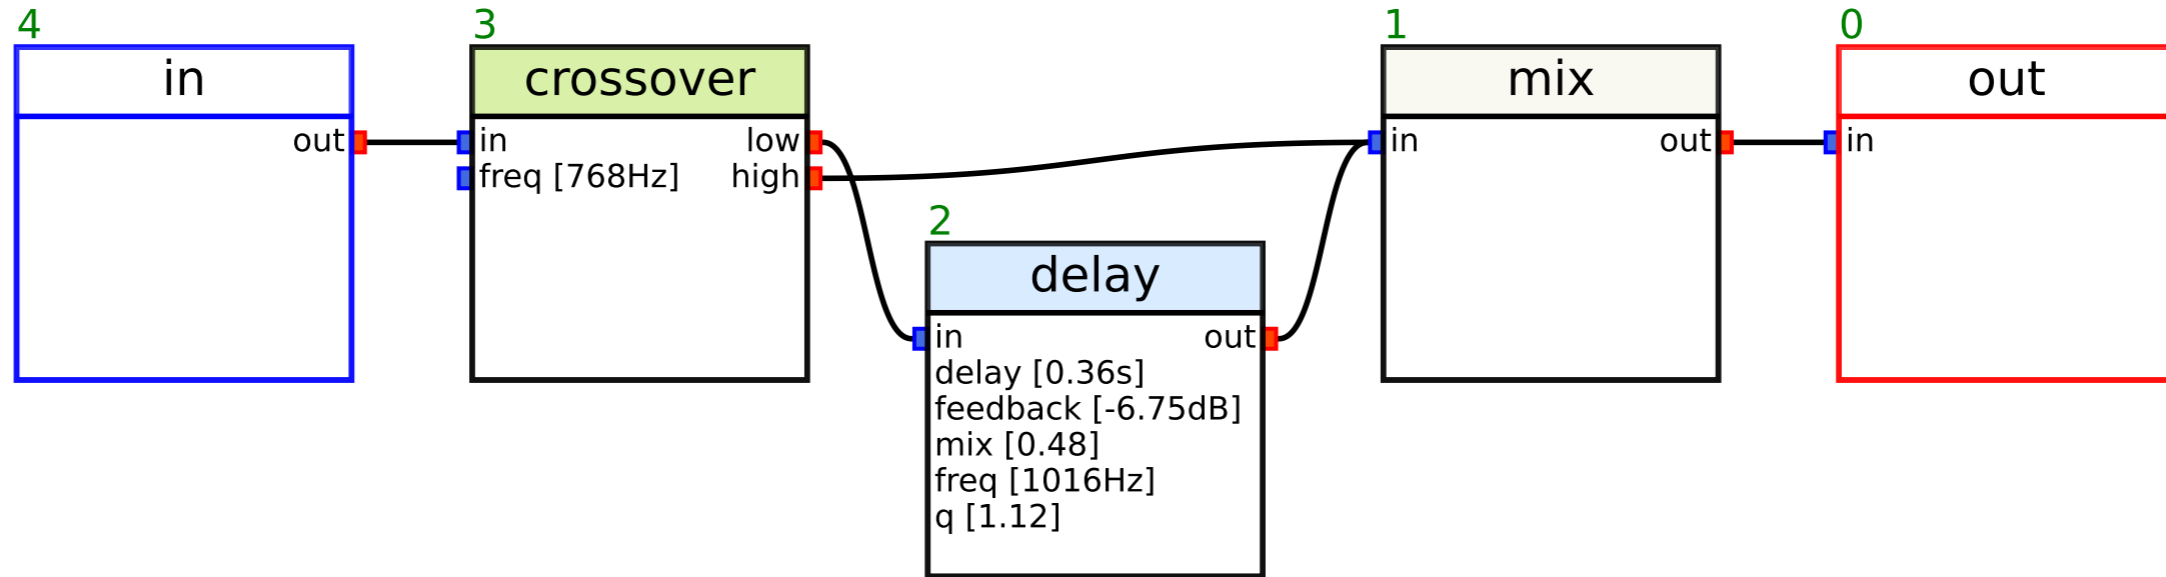 4
in
out
3
crossover
in
low
freq [768Hz]
high
2
delay
in
out
delay [0.36s]
feedback [-6.75dB]
mix [0.48]
freq [1016Hz]
q [1.12]
1
mix
in
out
0
out
in